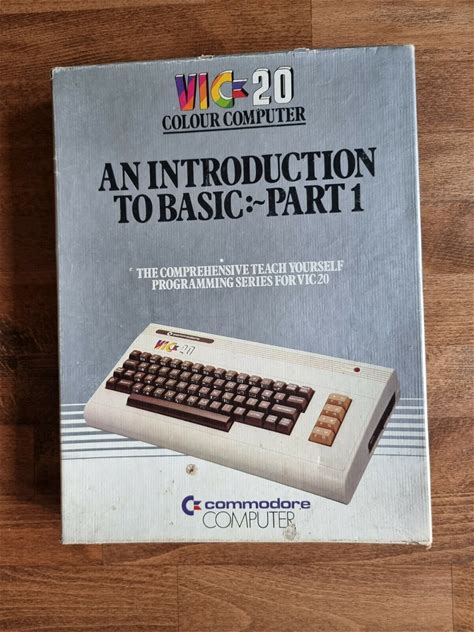 VIC 20
COLOUR COMPUTER
AN INTRODUCTION
TO BASIC:~PART 1
THE COMPREHENSIVE TEACH YOURSELF
PROGRAMMING SERIES FOR VIC 20
commodore
VIC 20
commodore
COMPUTER